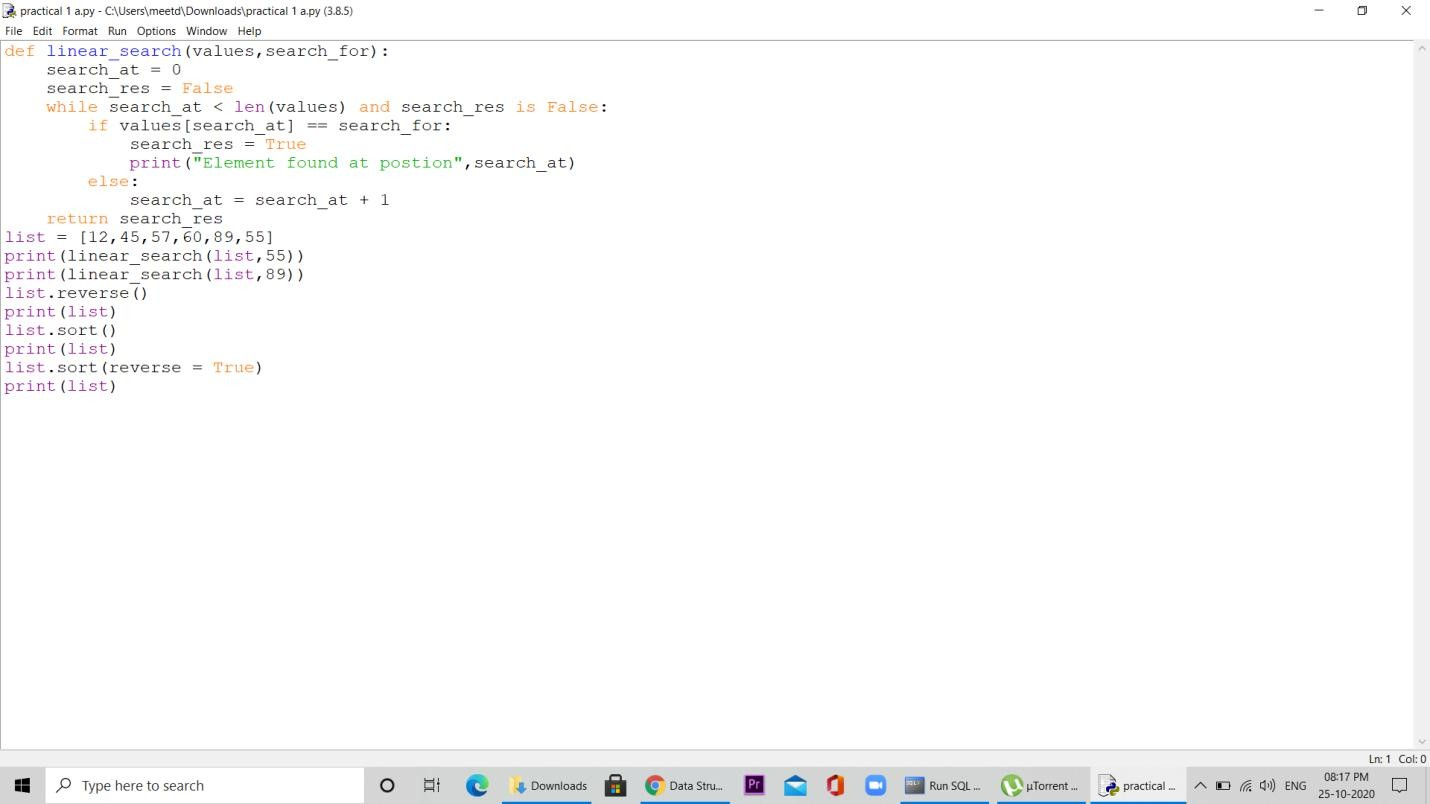 practical 1 a.py - C:\Users\meetd\Downloads\practical 1 a.py (3.8.5)
File Edit Format Run Options Window Help
def linear_search(values,search_for):
    search_at = 0
    search_res = False
    while search_at < len(values) and search_res is False:
        if values[search_at] == search_for:
            search_res = True
            print("Element found at postion",search_at)
        else:
            search_at = search_at + 1
    return search_res
list = [12,45,57,60,89,55]
print(linear_search(list,55))
print(linear_search(list,89))
list.reverse()
print(list)
list.sort()
print(list)
list.sort(reverse = True)
print(list)
Ln: 1 Col: 0
Type here to search Downloads Data Stru... Pr Run SQL ... µTorrent ... practical ... ENG 08:17 PM
25-10-2020